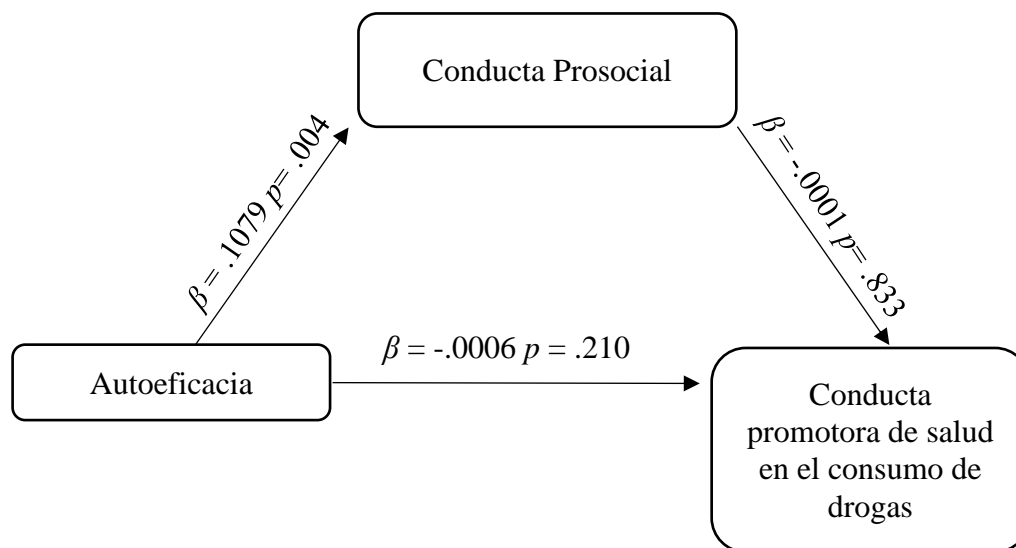 Conducta Prosocial
β = .1079 p= .004
β = -.0001 p= .833
β = -.0006 p = .210
Autoeficacia
Conducta
promotora de salud
en el consumo de
drogas